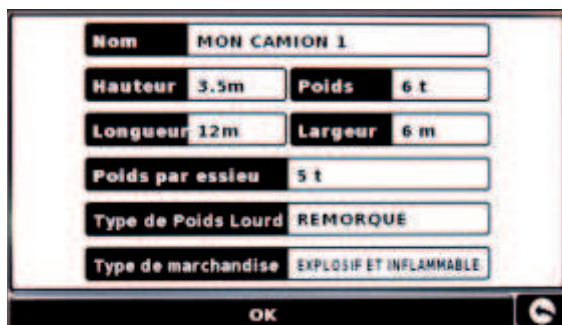 Nom MON CAMION 1
Hauteur 3.5m Poids 6 t
Longueur 12m Largeur 6 m
Poids par essieu 5 t
Type de Poids Lourd REMORQUE
Type de marchandise EXPLOSIF ET INFLAMMABLE
OK